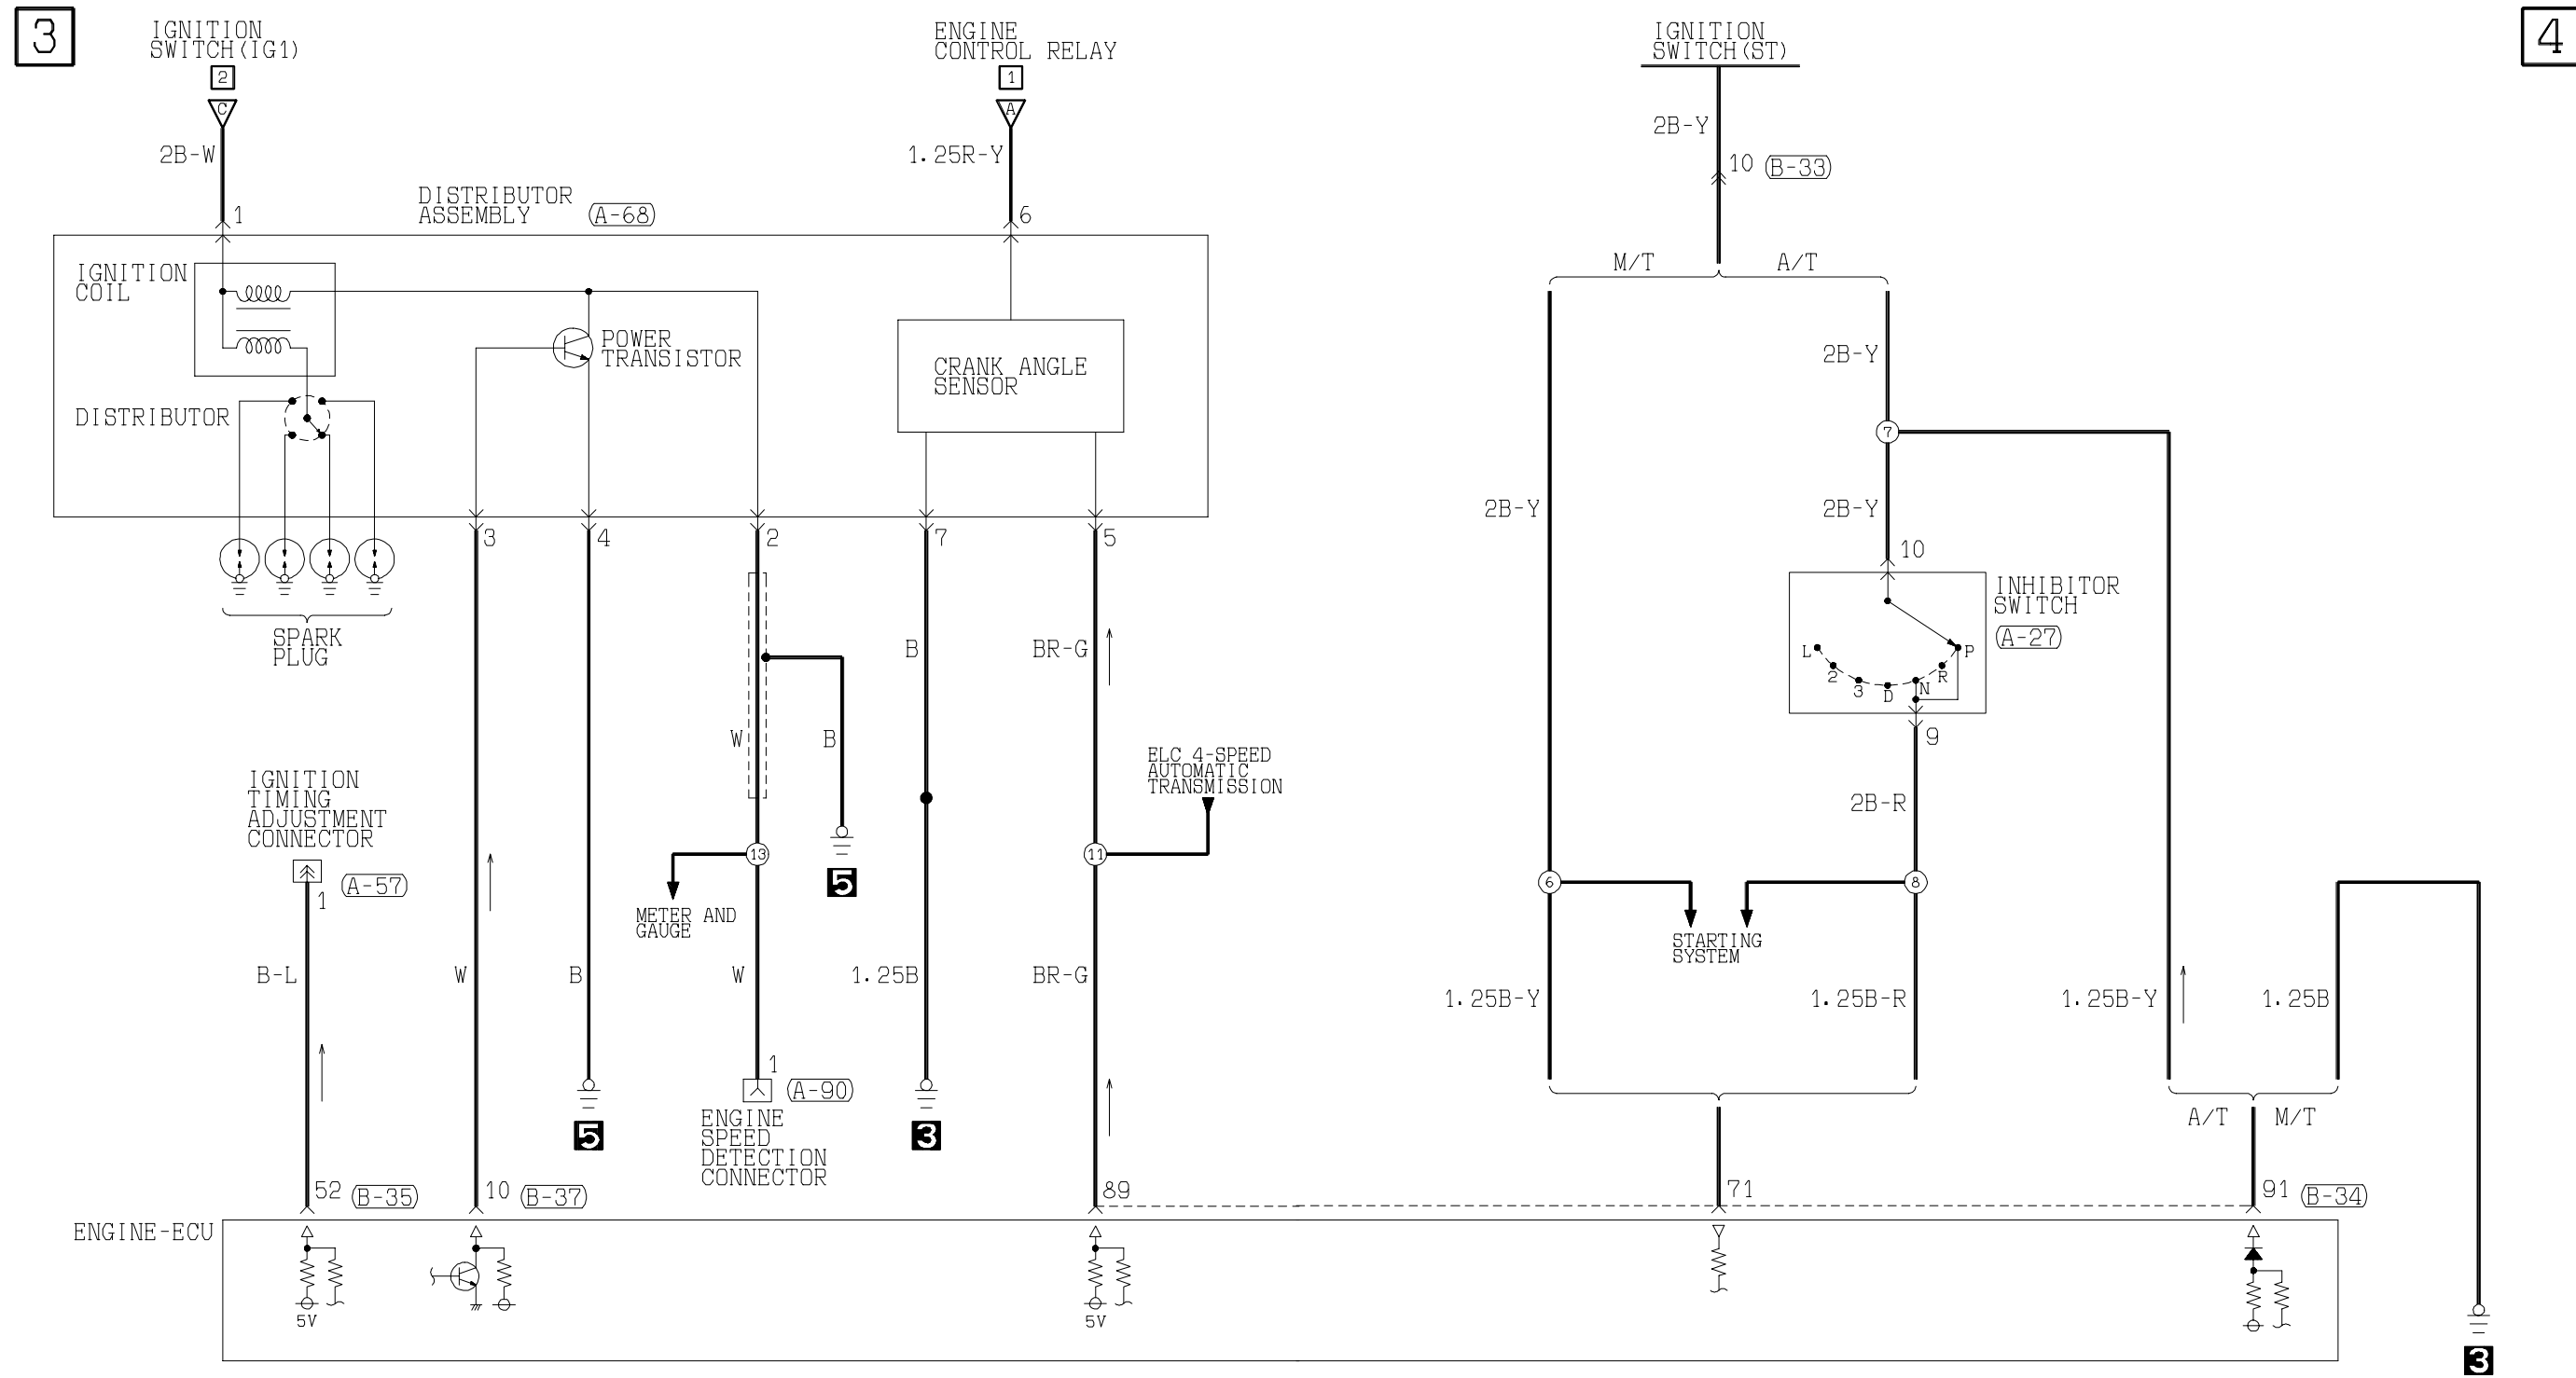 3
IGNITION
SWITCH(IG1)
2
C
2B-W
1
ENGINE
CONTROL RELAY
1
A
1.25R-Y
6
IGNITION
SWITCH(ST)
2B-Y
10 (B-33)
4
DISTRIBUTOR
ASSEMBLY (A-68)
IGNITION
COIL
POWER
TRANSISTOR
CRANK ANGLE
SENSOR
DISTRIBUTOR
3
4
2
7
5
SPARK
PLUG
M/T
A/T
2B-Y
7
2B-Y
2B-Y
10
INHIBITOR
SWITCH
(A-27)
L
2
3
D
N
R
P
9
B
BR-G
W
B
ELC 4-SPEED
AUTOMATIC
TRANSMISSION
2B-R
IGNITION
TIMING
ADJUSTMENT
CONNECTOR
1 (A-57)
13
5
11
6
8
METER AND
GAUGE
STARTING
SYSTEM
B-L
W
B
W
1.25B
BR-G
1.25B-Y
1.25B-R
1.25B-Y
1.25B
1
(A-90)
5
ENGINE
SPEED
DETECTION
CONNECTOR
3
A/T
M/T
52 (B-35)
10 (B-37)
89
71
91 (B-34)
ENGINE-ECU
5V
5V
3